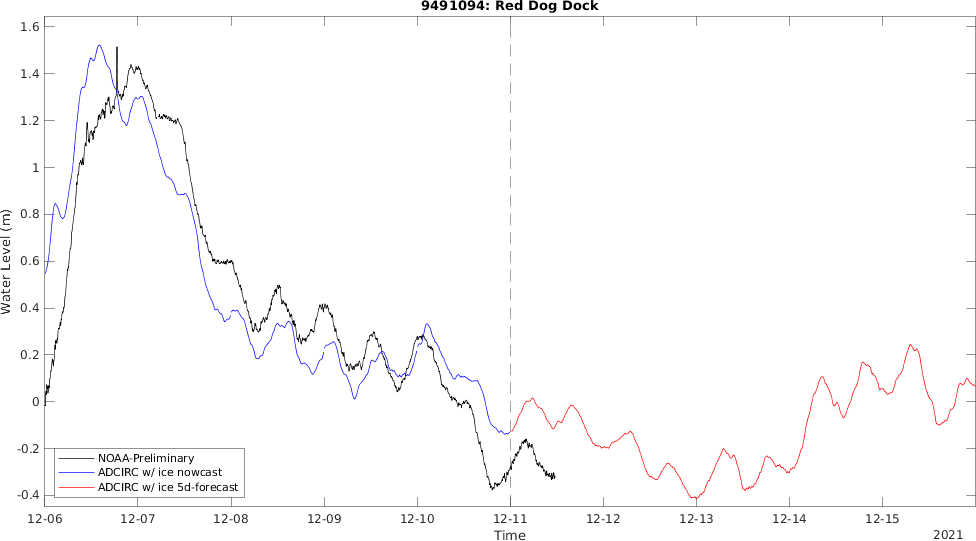 9491094: Red Dog Dock
Water Level (m)
1.6
1.4
1.2
1
0.8
0.6
0.4
0.2
0
-0.2
-0.4
NOAA-Preliminary
ADCIRC w/ ice nowcast
ADCIRC w/ ice 5d-forecast
12-06 12-07 12-08 12-09 12-10 12-11 12-12 12-13 12-14 12-15
Time
2021